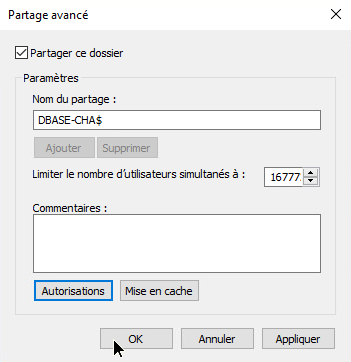 Partage avancé
Partager ce dossier
Paramètres
Nom du partage :
DBASE-CHA$
Ajouter Supprimer
Limiter le nombre d'utilisateurs simultanés à : 16777
Commentaires :
Autorisations Mise en cache
OK Annuler Appliquer